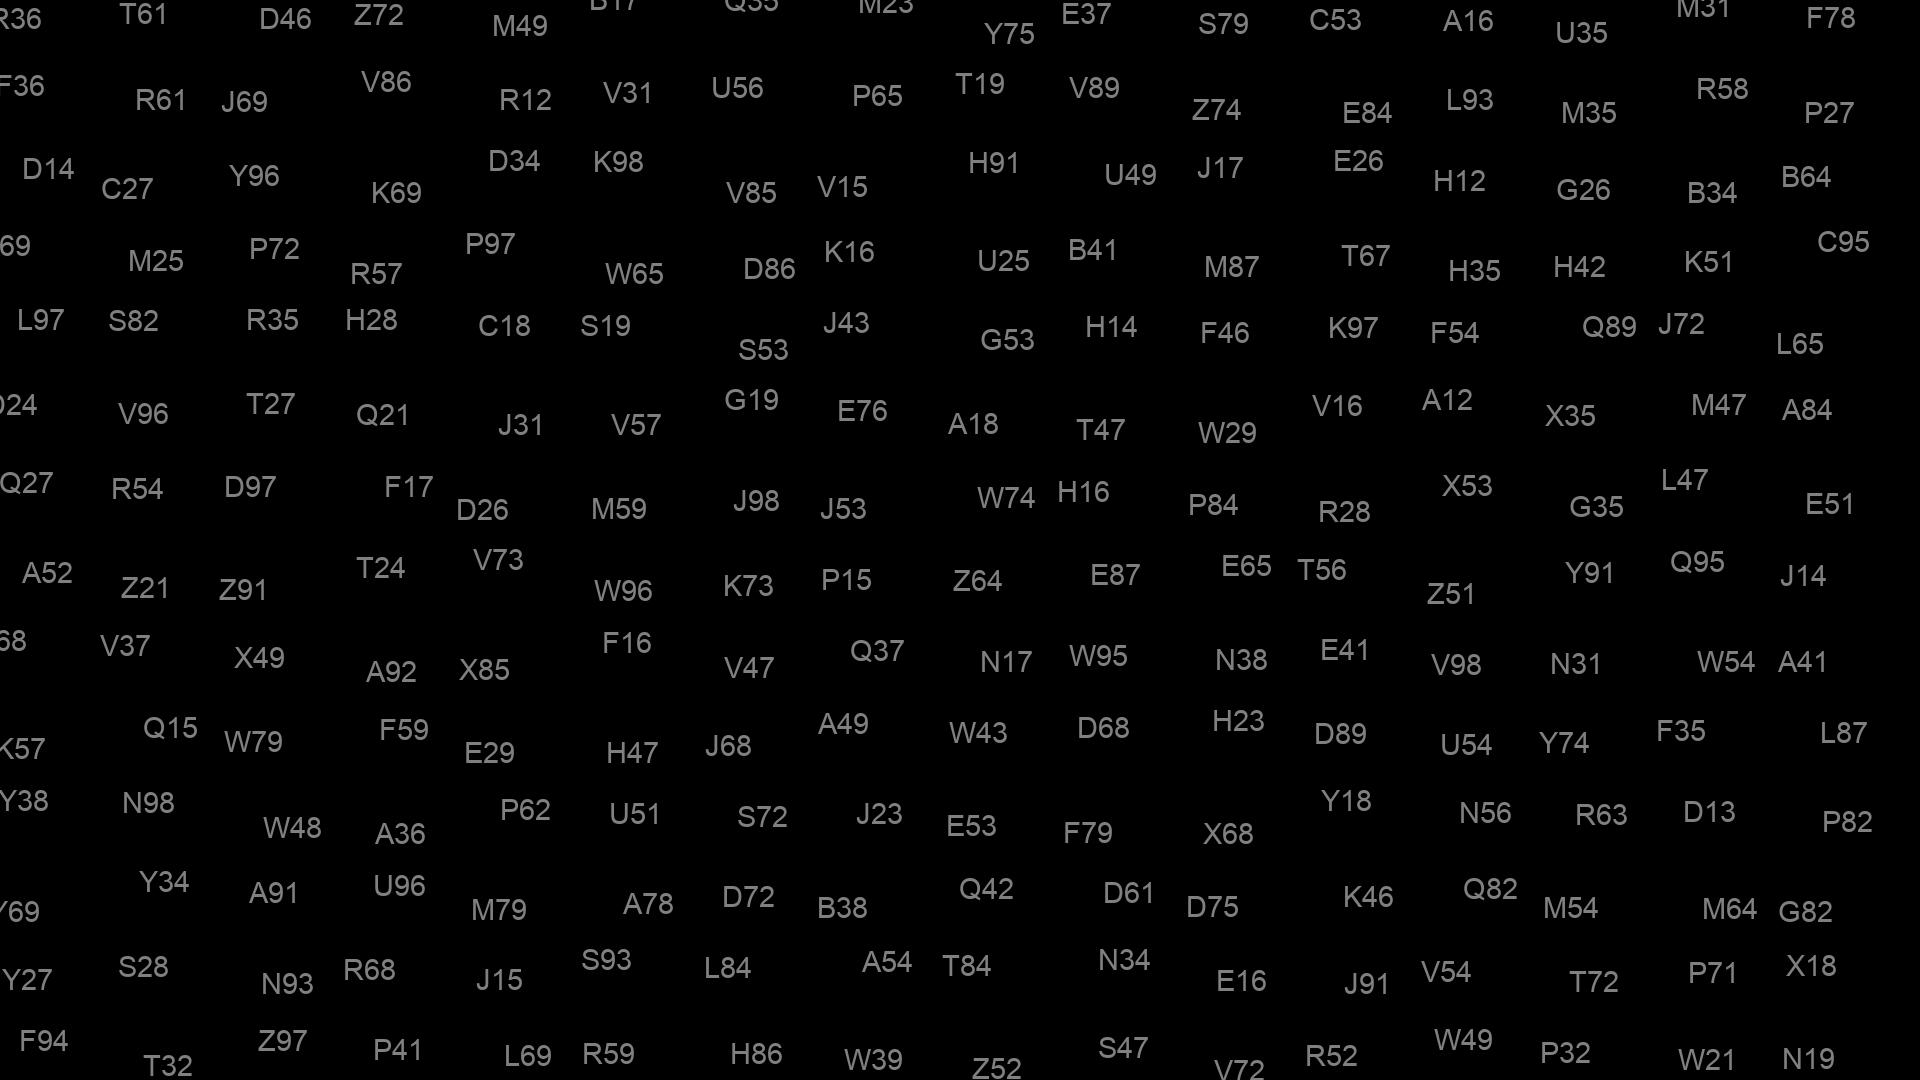 R36 T61 D46 Z72 M49 B17 Q35 M23 Y75 E37 S79 C53 A16 U35 M31 F78
F36 R61 J69 V86 R12 V31 U56 P65 T19 V89 Z74 E84 L93 M35 R58 P27
D14 C27 Y96 K69 D34 K98 V85 V15 H91 U49 J17 E26 H12 G26 B34 B64
69 M25 P72 R57 P97 W65 D86 K16 U25 B41 M87 T67 H35 H42 K51 C95
L97 S82 R35 H28 C18 S19 S53 J43 G53 H14 F46 K97 F54 Q89 J72 L65
24 V96 T27 Q21 J31 V57 G19 E76 A18 T47 W29 V16 A12 X35 M47 A84
Q27 R54 D97 F17 D26 M59 J98 J53 W74 H16 P84 R28 X53 G35 L47 E51
A52 Z21 Z91 T24 V73 W96 K73 P15 Z64 E87 E65 T56 Z51 Y91 Q95 J14
68 V37 X49 A92 X85 F16 V47 Q37 N17 W95 N38 E41 V98 N31 W54 A41
K57 Q15 W79 F59 E29 H47 J68 A49 W43 D68 H23 D89 U54 Y74 F35 L87
Y38 N98 W48 A36 P62 U51 S72 J23 E53 F79 X68 Y18 N56 R63 D13 P82
Y69 Y34 A91 U96 M79 A78 D72 B38 Q42 D61 D75 K46 Q82 M54 M64 G82
Y27 S28 N93 R68 J15 S93 L84 A54 T84 N34 E16 J91 V54 T72 P71 X18
F94 T32 Z97 P41 L69 R59 H86 W39 Z52 S47 V72 R52 W49 P32 W21 N19